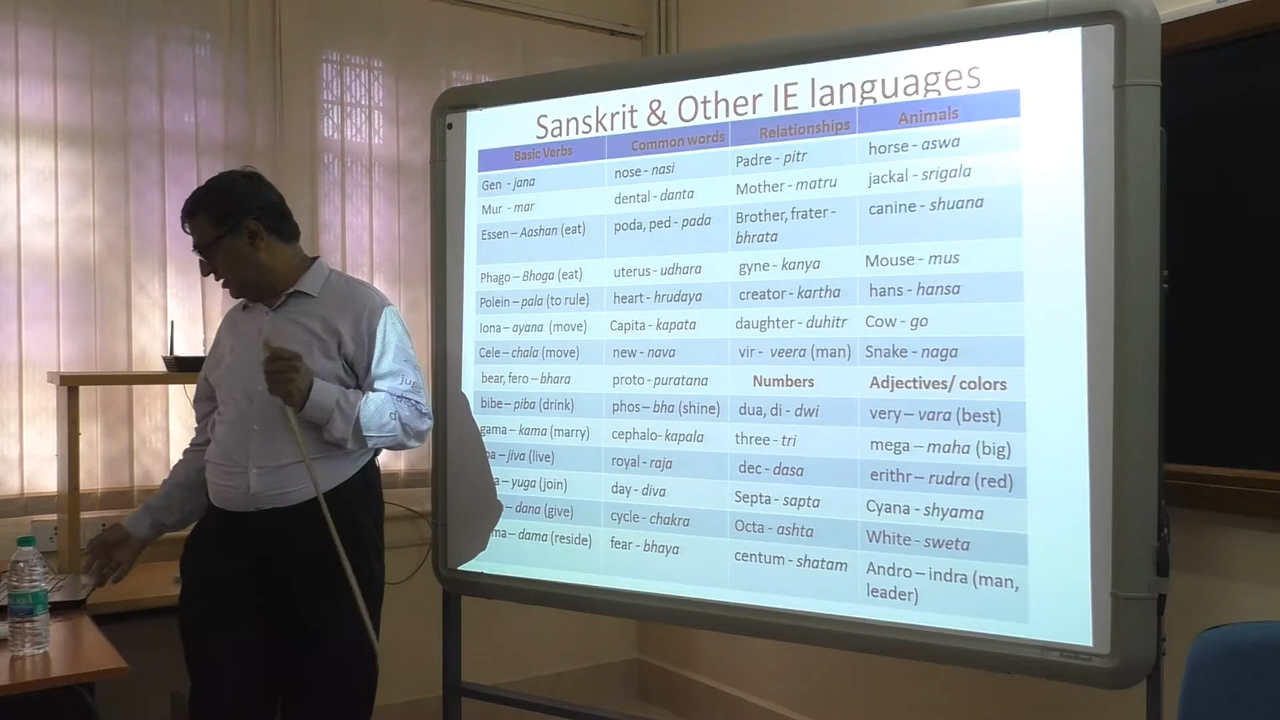 Sanskrit & Other IE languages
Basic Verbs
Gen - jana
Mur - mar
Essen – Aashan (eat)
Phago – Bhoga (eat)
Polein – pala (to rule)
Iona – ayana (move)
Cele – chala (move)
bear, fero – bhara
bibe – piba (drink)
gama – kama (marry)
– jiva (live)
– yuga (join)
– dana (give)
– dama (reside)
Common words
nose - nasi
dental - danta
poda, ped - pada
uterus - udhara
heart - hrudaya
Capita - kapata
new - nava
proto - puratana
phos - bha (shine)
cephalo- kapala
royal - raja
day - diva
cycle - chakra
fear - bhaya
Relationships
Padre - pitr
Mother - matru
Brother, frater -
bhrata
gyne - kanya
creator - kartha
daughter - duhitr
vir - veera (man)
Numbers
dua, di - dwi
three - tri
dec - dasa
Septa - sapta
Octa - ashta
centum - shatam
Animals
horse - aswa
jackal - srigala
canine - shuana
Mouse - mus
hans - hansa
Cow - go
Snake - naga
Adjectives/ colors
very – vara (best)
mega – maha (big)
erithr – rudra (red)
Cyana - shyama
White - sweta
Andro – indra (man,
leader)